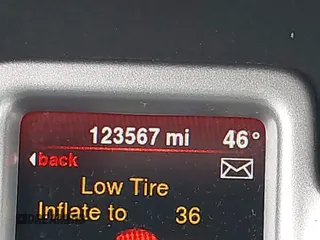 123567 mi 46°
back
Low Tire
Inflate to 36